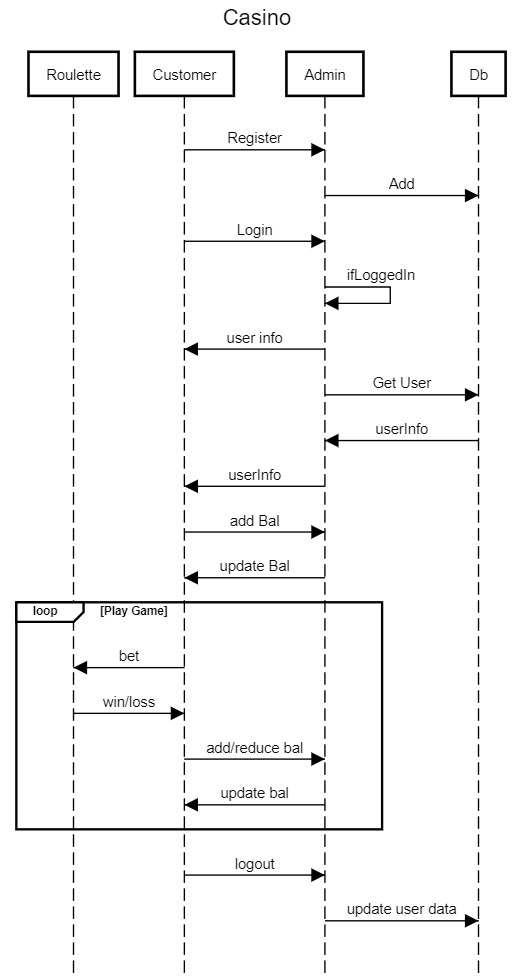 Casino
Roulette Customer Admin Db
Register
Add
Login
ifLoggedIn
user info
Get User
userInfo
userInfo
add Bal
update Bal
loop [Play Game]
bet
win/loss
add/reduce bal
update bal
logout
update user data